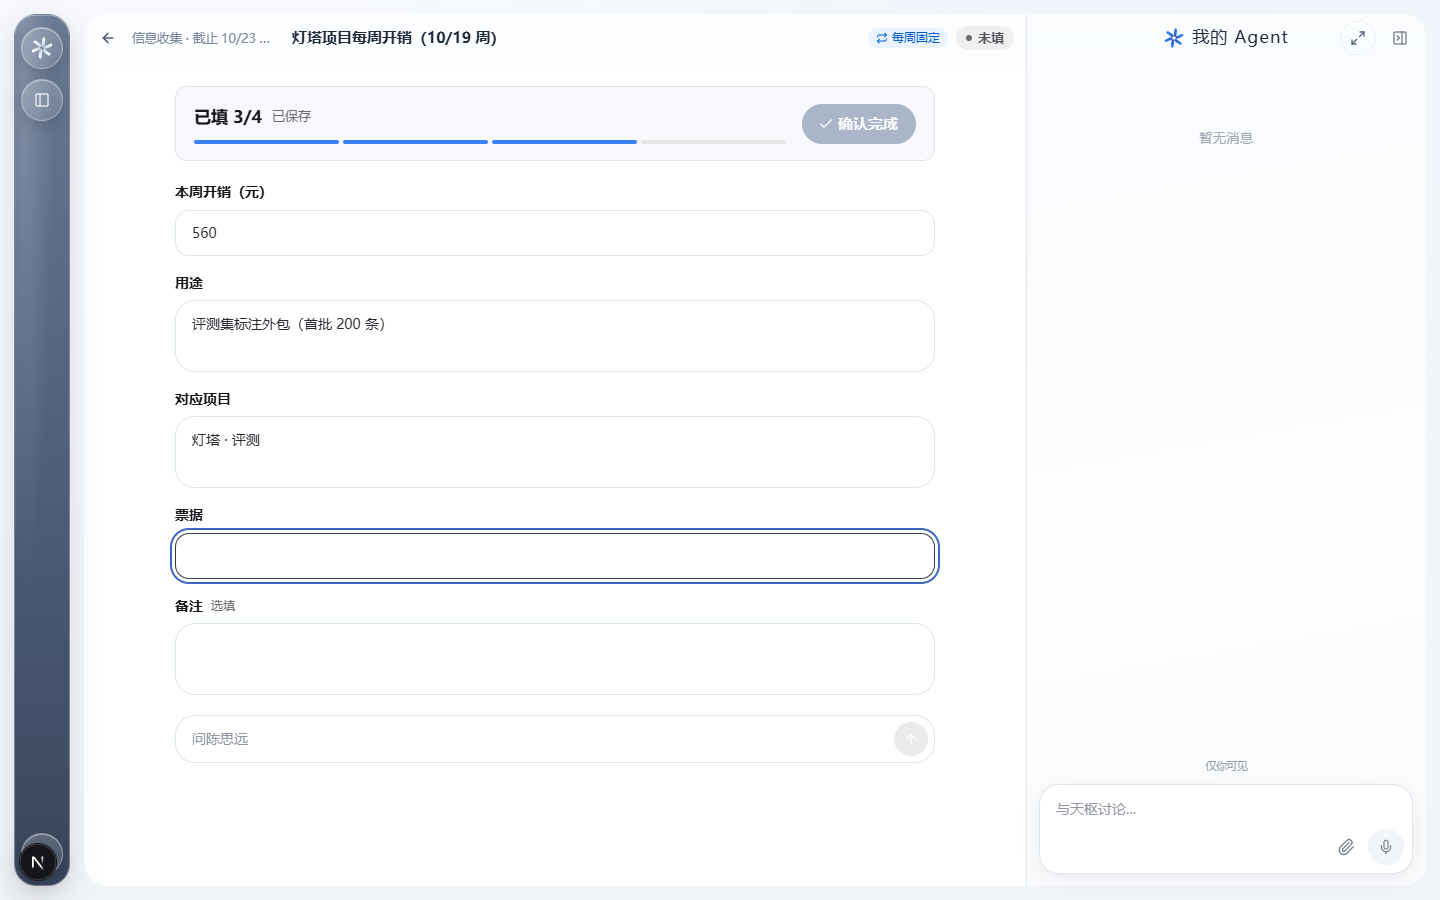 信息收集 · 截止 10/23 ...
灯塔项目每周开销（10/19 周）
每周固定
未填
我的 Agent
已填 3/4 已保存
确认完成
暂无消息
本周开销（元）
560
用途
评测集标注外包（首批 200 条）
对应项目
灯塔 · 评测
票据
备注 选填
问陈思远
仅你可见
与天枢讨论...
N